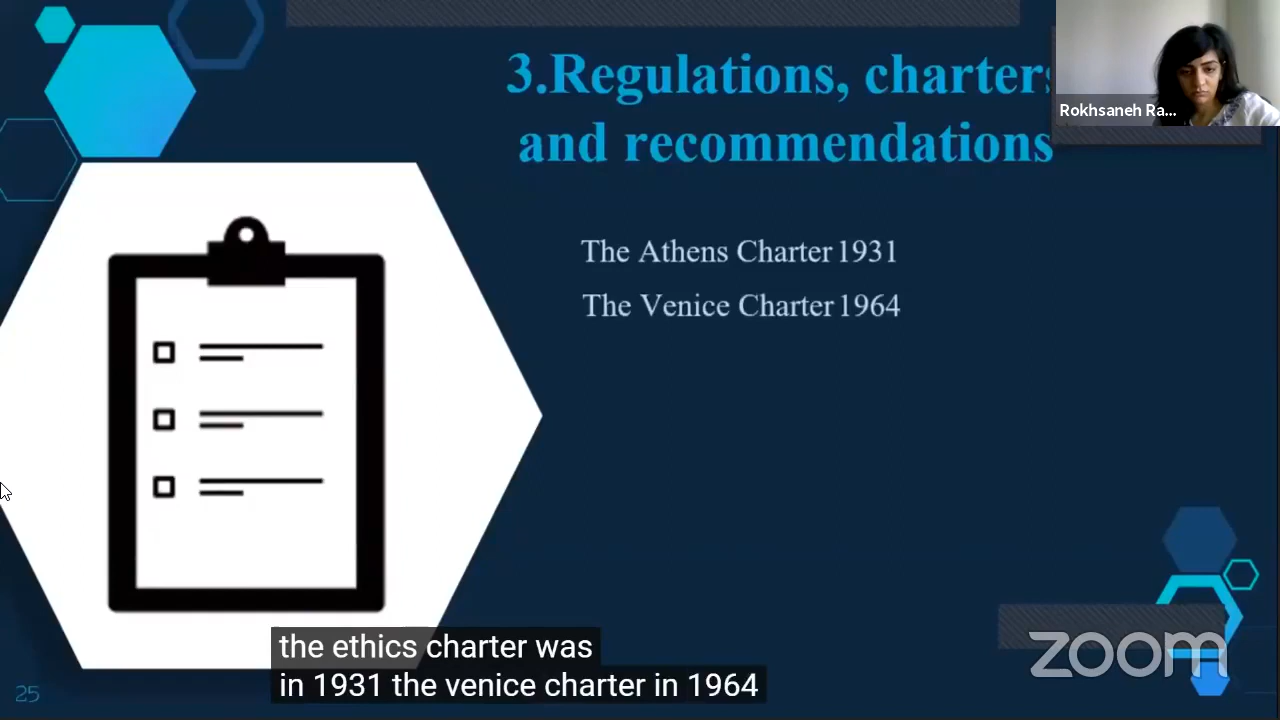 3.Regulations, charters
and recommendations
Rokhsaneh Ra...
The Athens Charter 1931
The Venice Charter 1964
the ethics charter was
in 1931 the venice charter in 1964
zoom
25